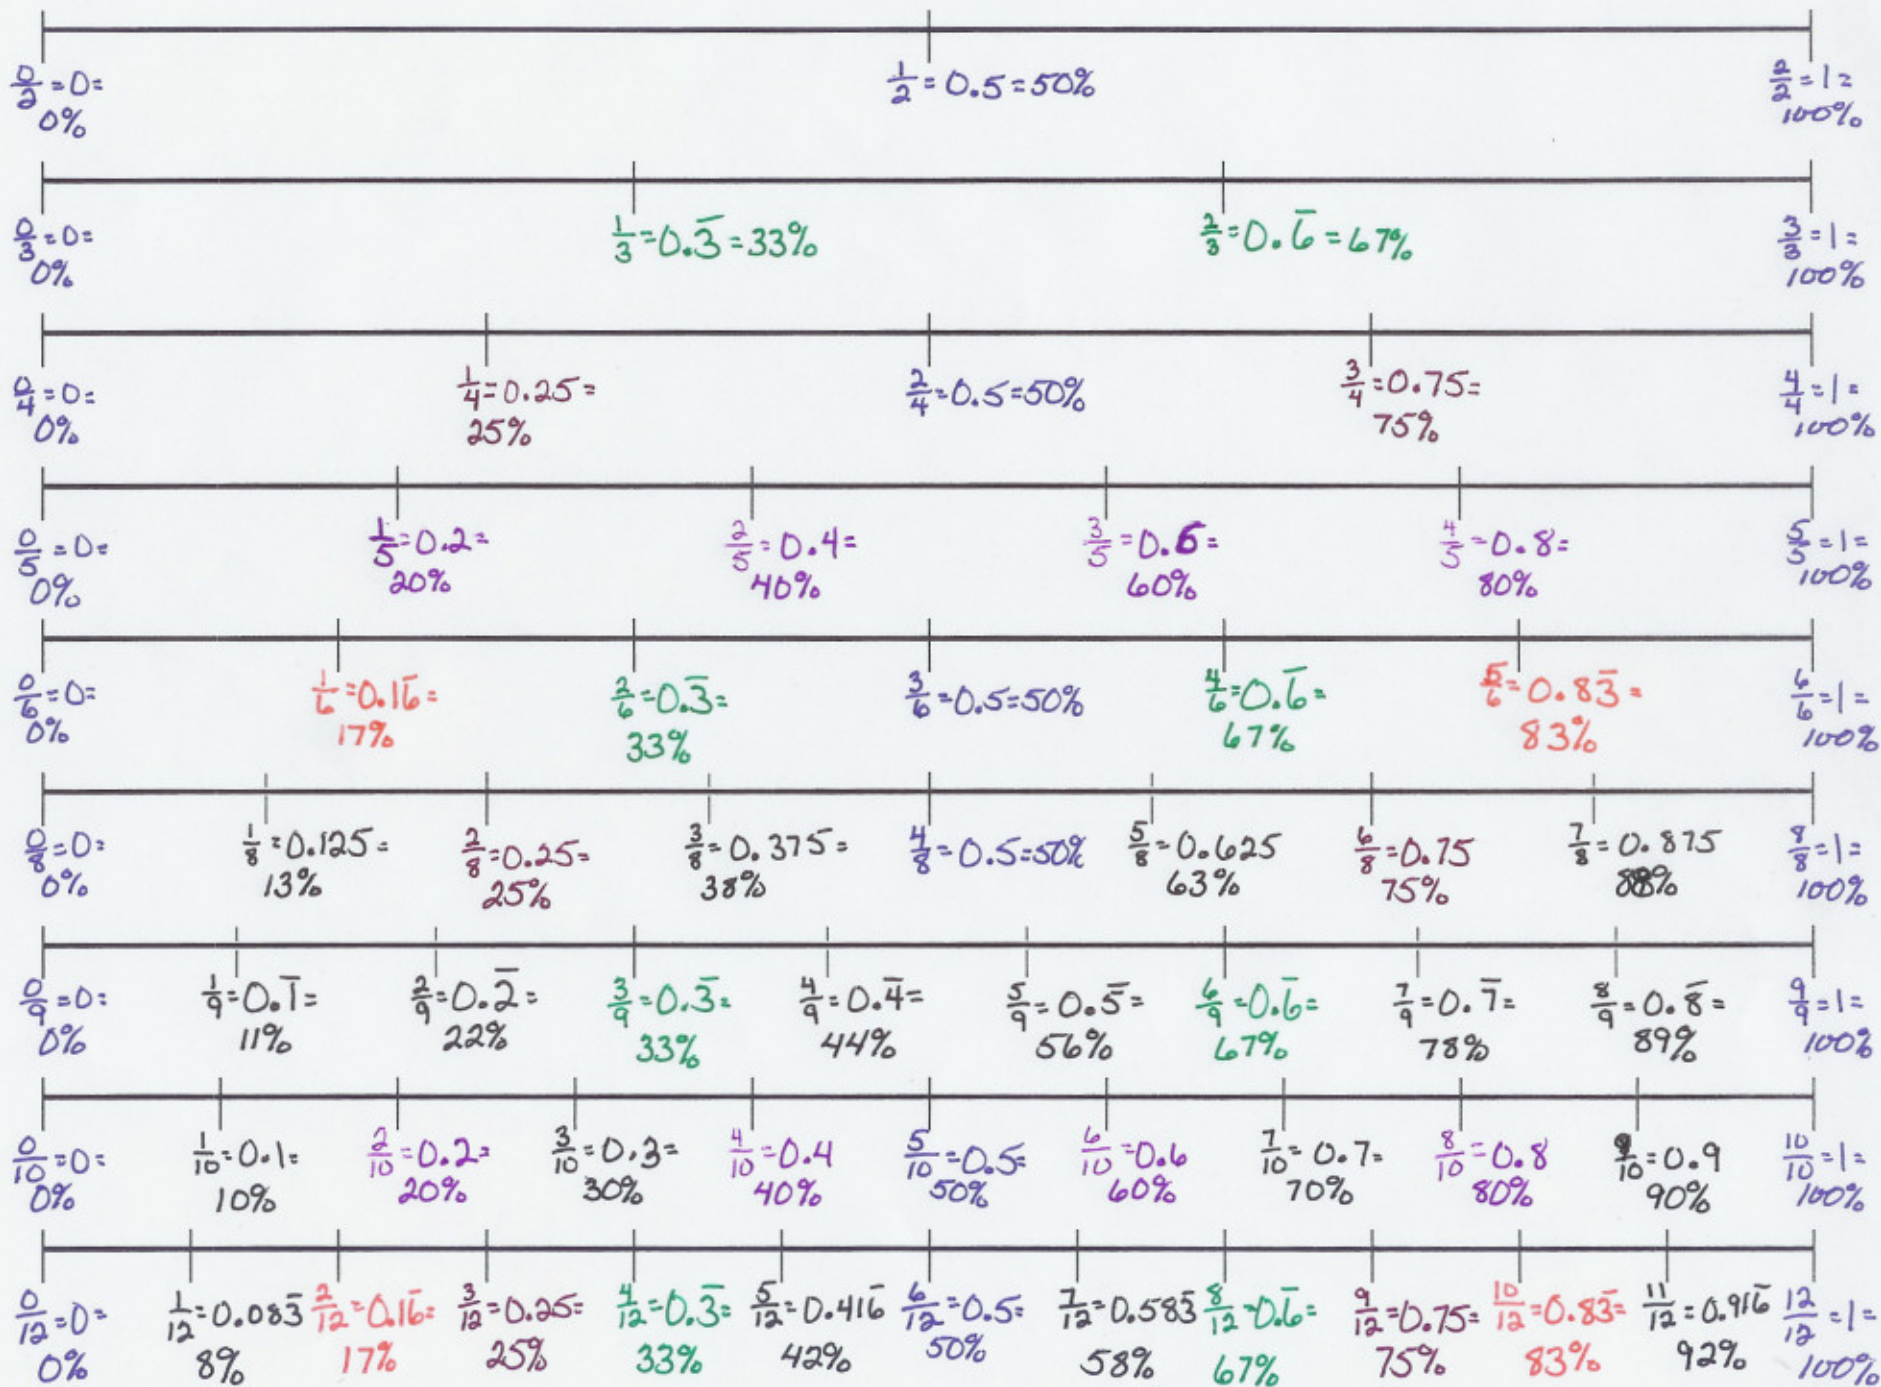 0/2=0= 1/2=0.5=50% 2/2=1=
0% 100%
0/3=0= 1/3=0.3̅=33% 2/3=0.6̅=67% 3/3=1=
0% 100%
0/4=0= 1/4=0.25= 2/4=0.5=50% 3/4=0.75= 4/4=1=
0% 25% 75% 100%
0/5=0= 1/5=0.2= 2/5=0.4= 3/5=0.6= 4/5=0.8= 5/5=1=
0% 20% 40% 60% 80% 100%
0/6=0= 1/6=0.16̅= 2/6=0.3̅= 3/6=0.5=50% 4/6=0.6̅= 5/6=0.83̅= 6/6=1=
0% 17% 33% 67% 83% 100%
0/8=0= 1/8=0.125= 2/8=0.25= 3/8=0.375= 4/8=0.5=50% 5/8=0.625 6/8=0.75 7/8=0.875 8/8=1=
0% 13% 25% 38% 63% 75% 88% 100%
0/9=0= 1/9=0.1̅= 2/9=0.2̅= 3/9=0.3̅= 4/9=0.4̅= 5/9=0.5̅= 6/9=0.6̅= 7/9=0.7̅= 8/9=0.8̅= 9/9=1=
0% 11% 22% 33% 44% 56% 67% 78% 89% 100%
0/10=0= 1/10=0.1= 2/10=0.2= 3/10=0.3= 4/10=0.4 5/10=0.5= 6/10=0.6 7/10=0.7= 8/10=0.8 9/10=0.9 10/10=1=
0% 10% 20% 30% 40% 50% 60% 70% 80% 90% 100%
0/12=0= 1/12=0.083̅ 2/12=0.16̅= 3/12=0.25= 4/12=0.3̅= 5/12=0.416̅ 6/12=0.5= 7/12=0.583̅ 8/12=0.6̅= 9/12=0.75= 10/12=0.83̅= 11/12=0.916̅ 12/12=1=
0% 8% 17% 25% 33% 42% 50% 58% 67% 75% 83% 92% 100%